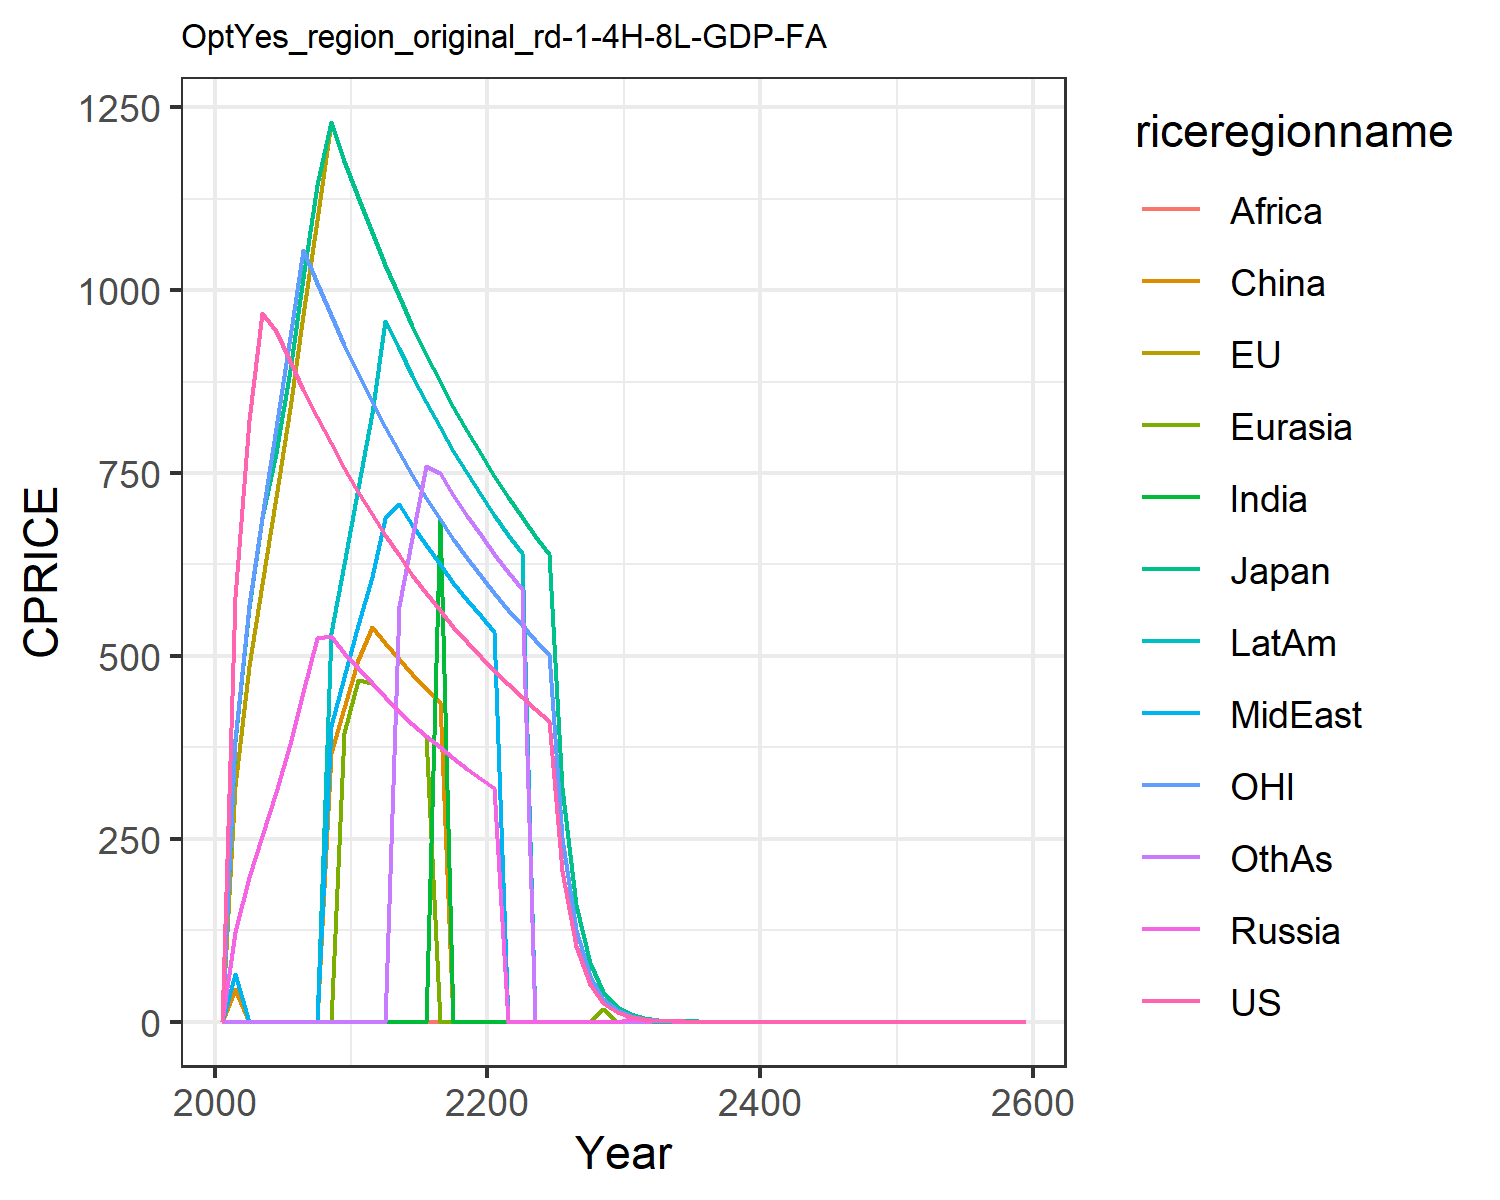 OptYes_region_original_rd-1-4H-8L-GDP-FA
1250
1000
750
500
250
0
CPRICE
2000
2200
2400
2600
Year
riceregionname
Africa
China
EU
Eurasia
India
Japan
LatAm
MidEast
OHI
OthAs
Russia
US